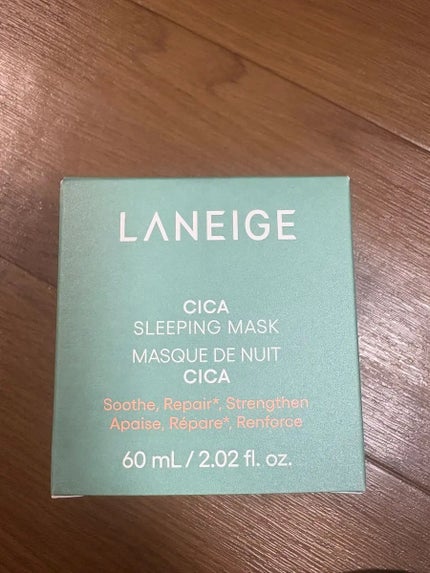 LANEIGE
CICA
SLEEPING MASK
MASQUE DE NUIT
CICA
Soothe, Repair*, Strengthen
Apaise, Répare*, Renforce
60 mL / 2.02 fl. oz.